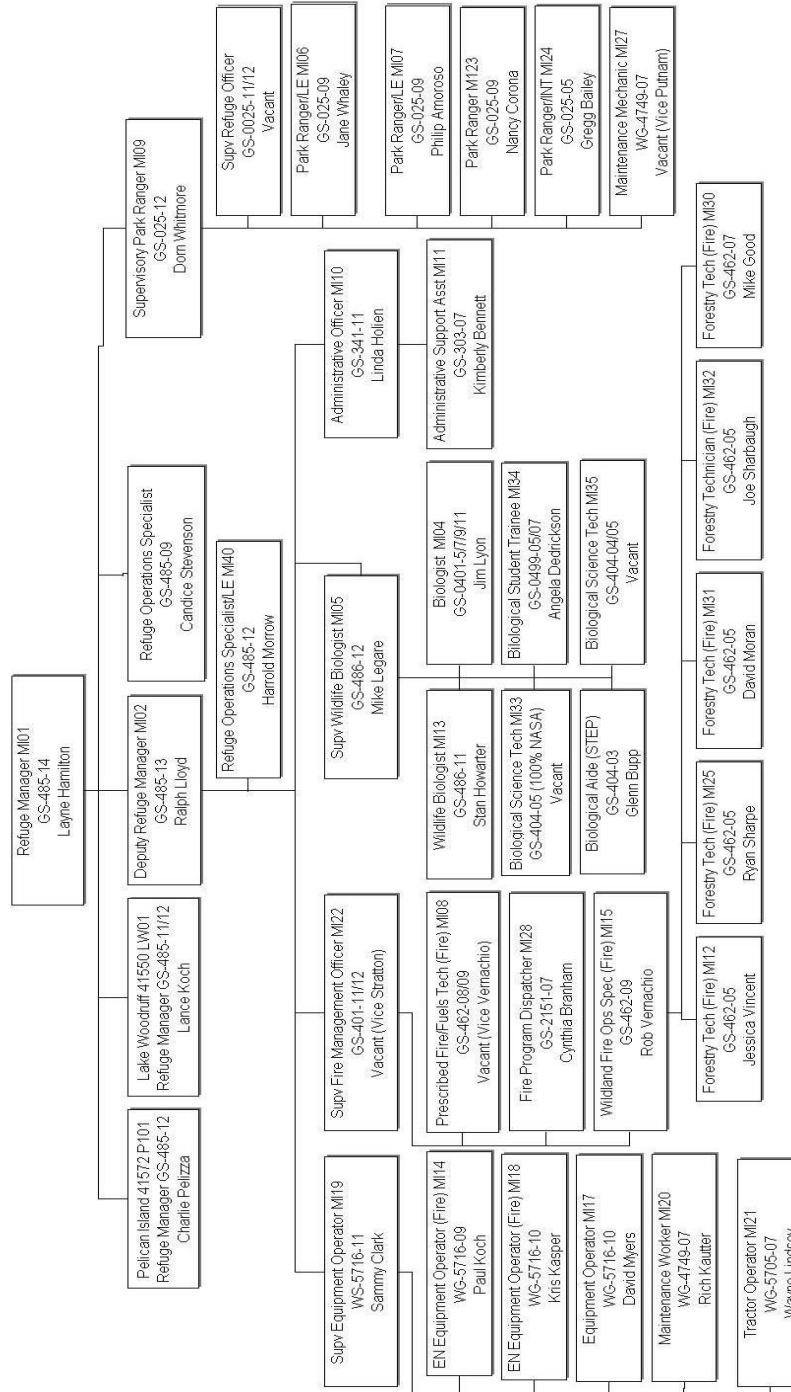 Refuge Manager MI01
GS-485-14
Layne Hamilton
Pelican Island 41572 P101
Refuge Manager GS-485-12
Charlie Pelizza
Lake Woodruff 41550 LW01
Refuge Manager GS-485-11/12
Lance Koch
Deputy Refuge Manager MI02
GS-485-13
Ralph Lloyd
Refuge Operations Specialist
GS-485-09
Candice Stevenson
Supervisory Park Ranger MI09
GS-025-12
Dorn Whitmore
Refuge Operations Specialist/LE MI40
GS-485-12
Harrold Morrow
Supv Refuge Officer
GS-0025-11/12
Vacant
Park Ranger/LE MI06
GS-025-09
Jane Whaley
Park Ranger/LE MI07
GS-025-09
Philip Amoroso
Park Ranger M123
GS-025-09
Nancy Corona
Park Ranger/INT MI24
GS-025-05
Gregg Bailey
Maintenance Mechanic MI27
WG-4749-07
Vacant (Vice Putnam)
Supv Equipment Operator MI19
WS-5716-11
Sammy Clark
Supv Fire Management Officer MI22
GS-401-11/12
Vacant (Vice Stratton)
Supv Wildlife Biologist MI05
GS-486-12
Mike Legare
Administrative Officer MI10
GS-341-11
Linda Holien
EN Equipment Operator (Fire) MI14
WG-5716-09
Paul Koch
EN Equipment Operator (Fire) MI18
WG-5716-10
Kris Kasper
Equipment Operator MI17
WG-5716-10
David Myers
Maintenance Worker MI20
WG-4749-07
Rich Kautter
Tractor Operator MI21
WG-5705-07
Wayne Lindsey
Prescribed Fire/Fuels Tech (Fire) MI08
GS-462-08/09
Vacant (Vice Vernachio)
Fire Program Dispatcher MI28
GS-2151-07
Cynthia Branham
Wildland Fire Ops Spec (Fire) MI15
GS-462-09
Rob Vernachio
Wildlife Biologist MI13
GS-486-11
Stan Howarter
Biologist MI04
GS-0401-5/7/9/11
Jim Lyon
Biological Science Tech MI33
GS-404-05 (100% NASA)
Vacant
Bilological Student Trainee MI34
GS-0499-05/07
Angela Dedrickson
Biological Aide (STEP)
GS-404-03
Glenn Bupp
Biological Science Tech MI35
GS-404-04/05
Vacant
Administrative Support Asst MI11
GS-303-07
Kimberly Bennett
Forestry Tech (Fire) MI12
GS-462-05
Jessica Vincent
Forestry Tech (Fire) MI25
GS-462-05
Ryan Sharpe
Forestry Tech (Fire) MI31
GS-462-05
David Moran
Forestry Technician (Fire) MI32
GS-462-05
Joe Sharbaugh
Forestry Tech (Fire) MI30
GS-462-07
Mike Good